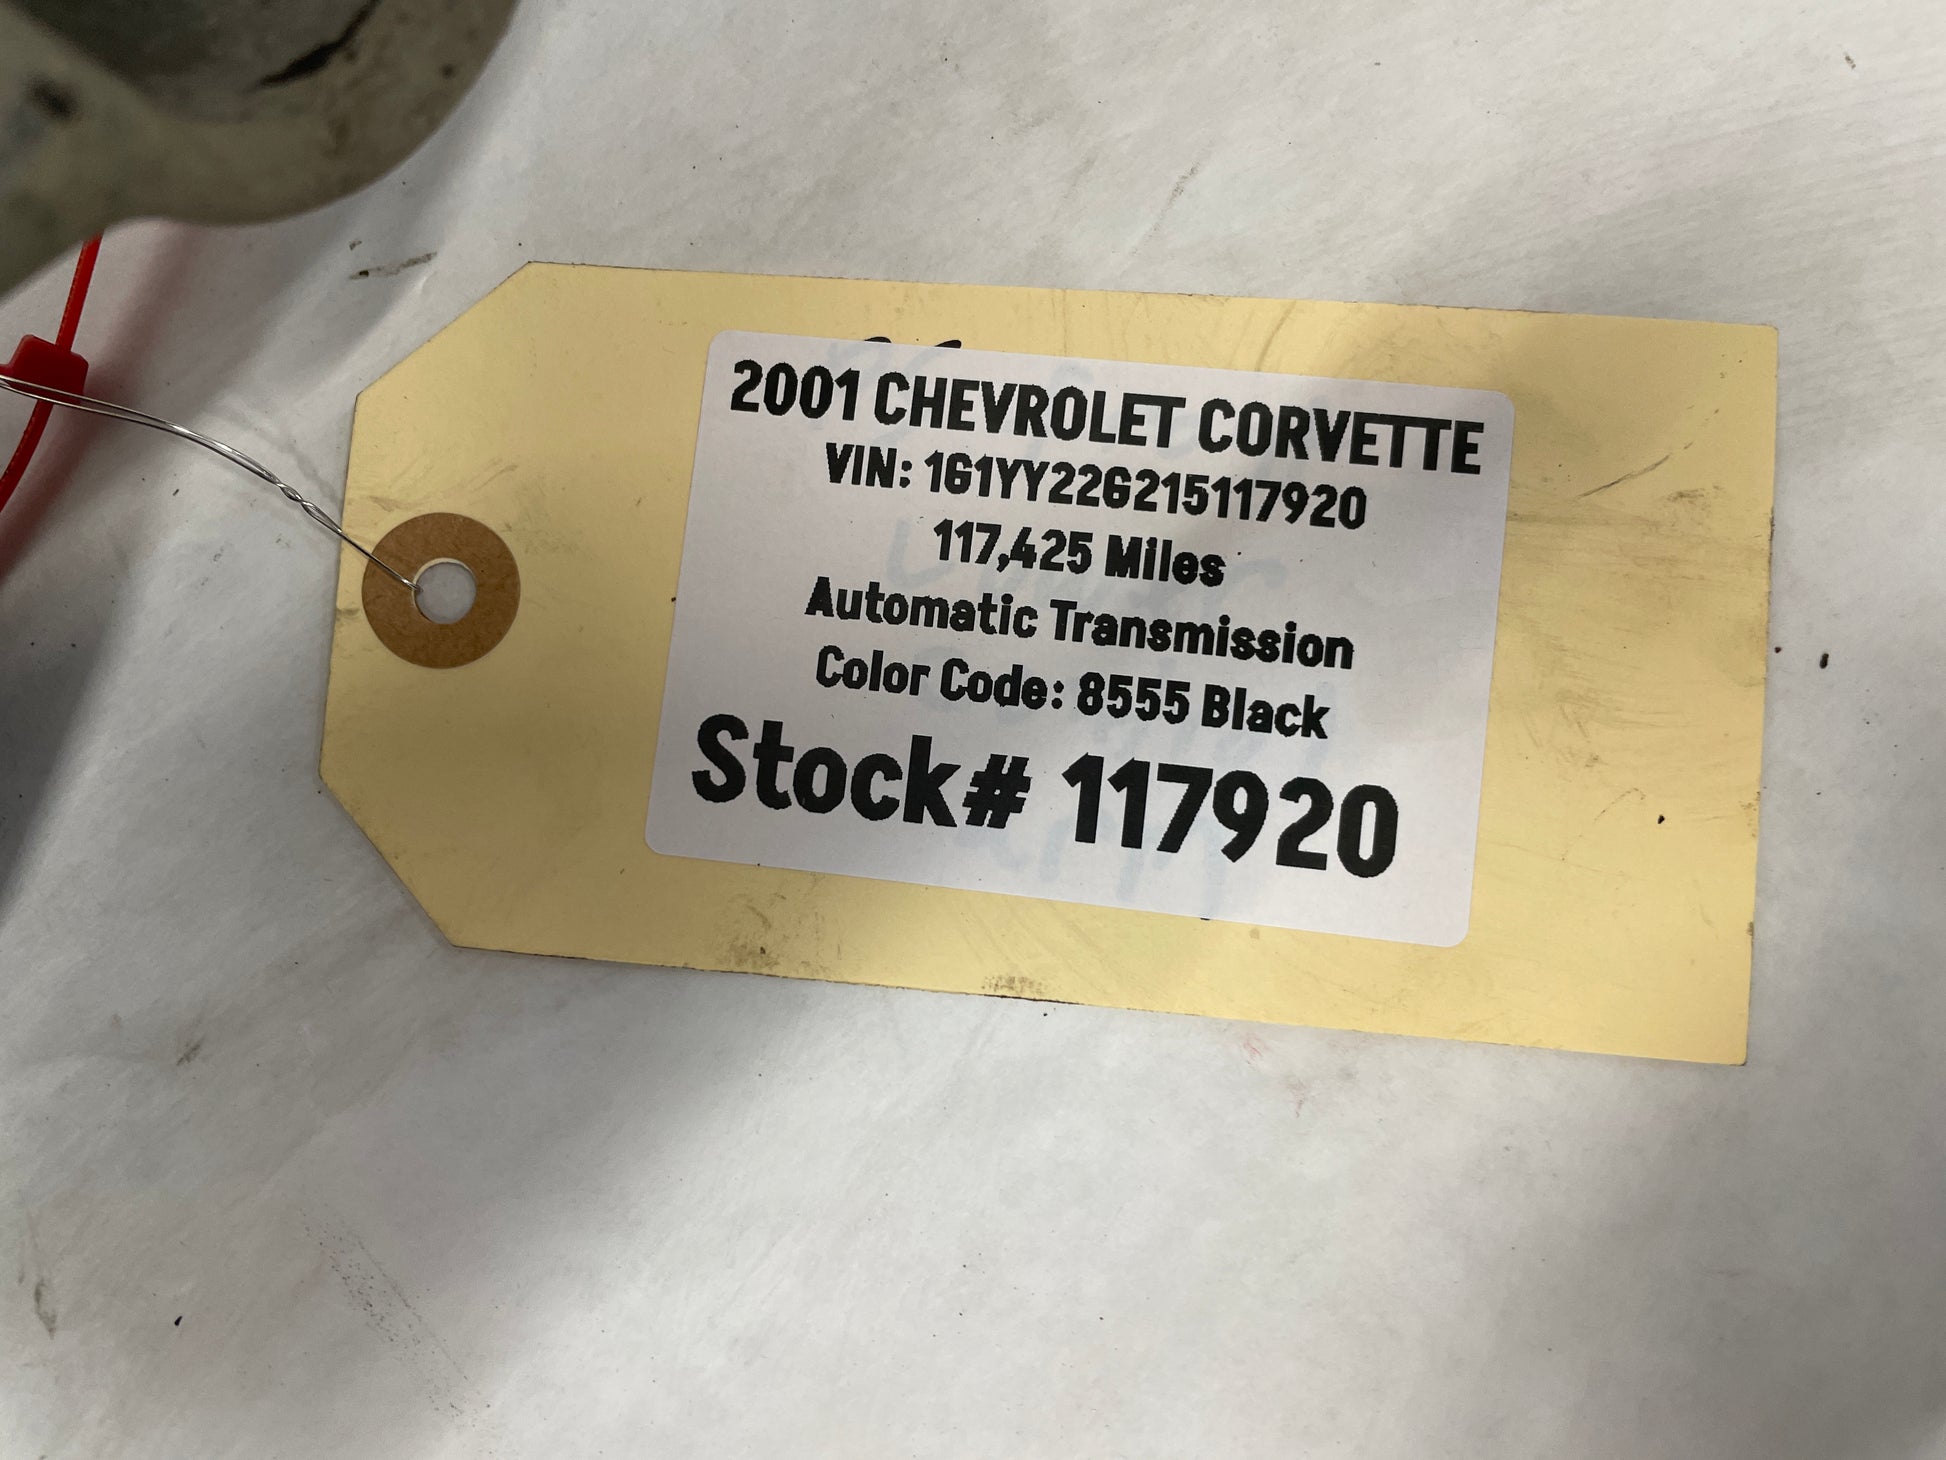 2001 CHEVROLET CORVETTE
VIN: 1G1YY22G215117920
117,425 Miles
Automatic Transmission
Color Code: 8555 Black
Stock# 117920